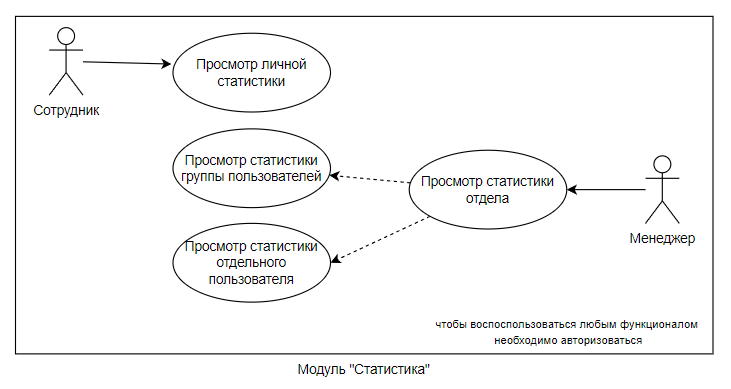 Просмотр личной
статистики
Сотрудник
Просмотр статистики
группы пользователей
Просмотр статистики
отдела
Менеджер
Просмотр статистики
отдельного
пользователя
чтобы воспоспользоваться любым функционалом
необходимо авторизоваться
Модуль "Статистика"